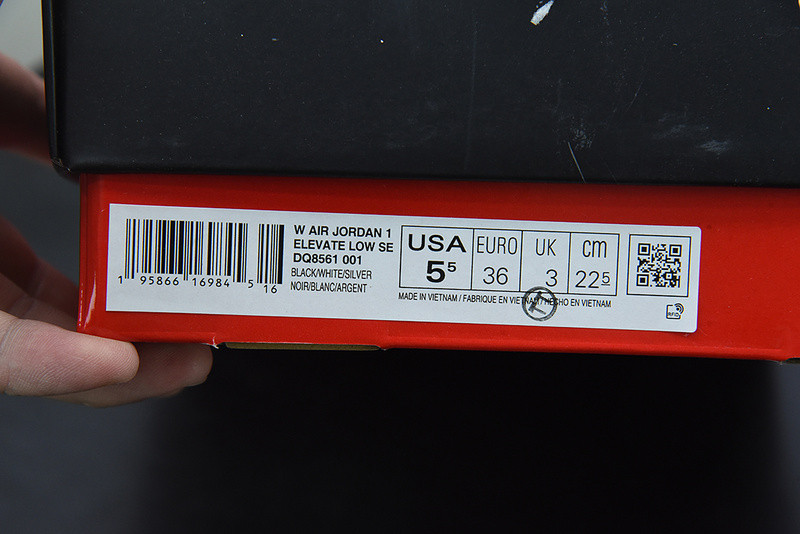 W AIR JORDAN 1
ELEVATE LOW SE
DQ8561 001
BLACK/WHITE/SILVER
NOIR/BLANC/ARGENT
1 95866 16984 5 16
USA EURO UK cm
5⁵ 36 3 22⁵
MADE IN VIETNAM / FABRIQUE EN VIETNAM / HECHO EN VIETNAM
RFID